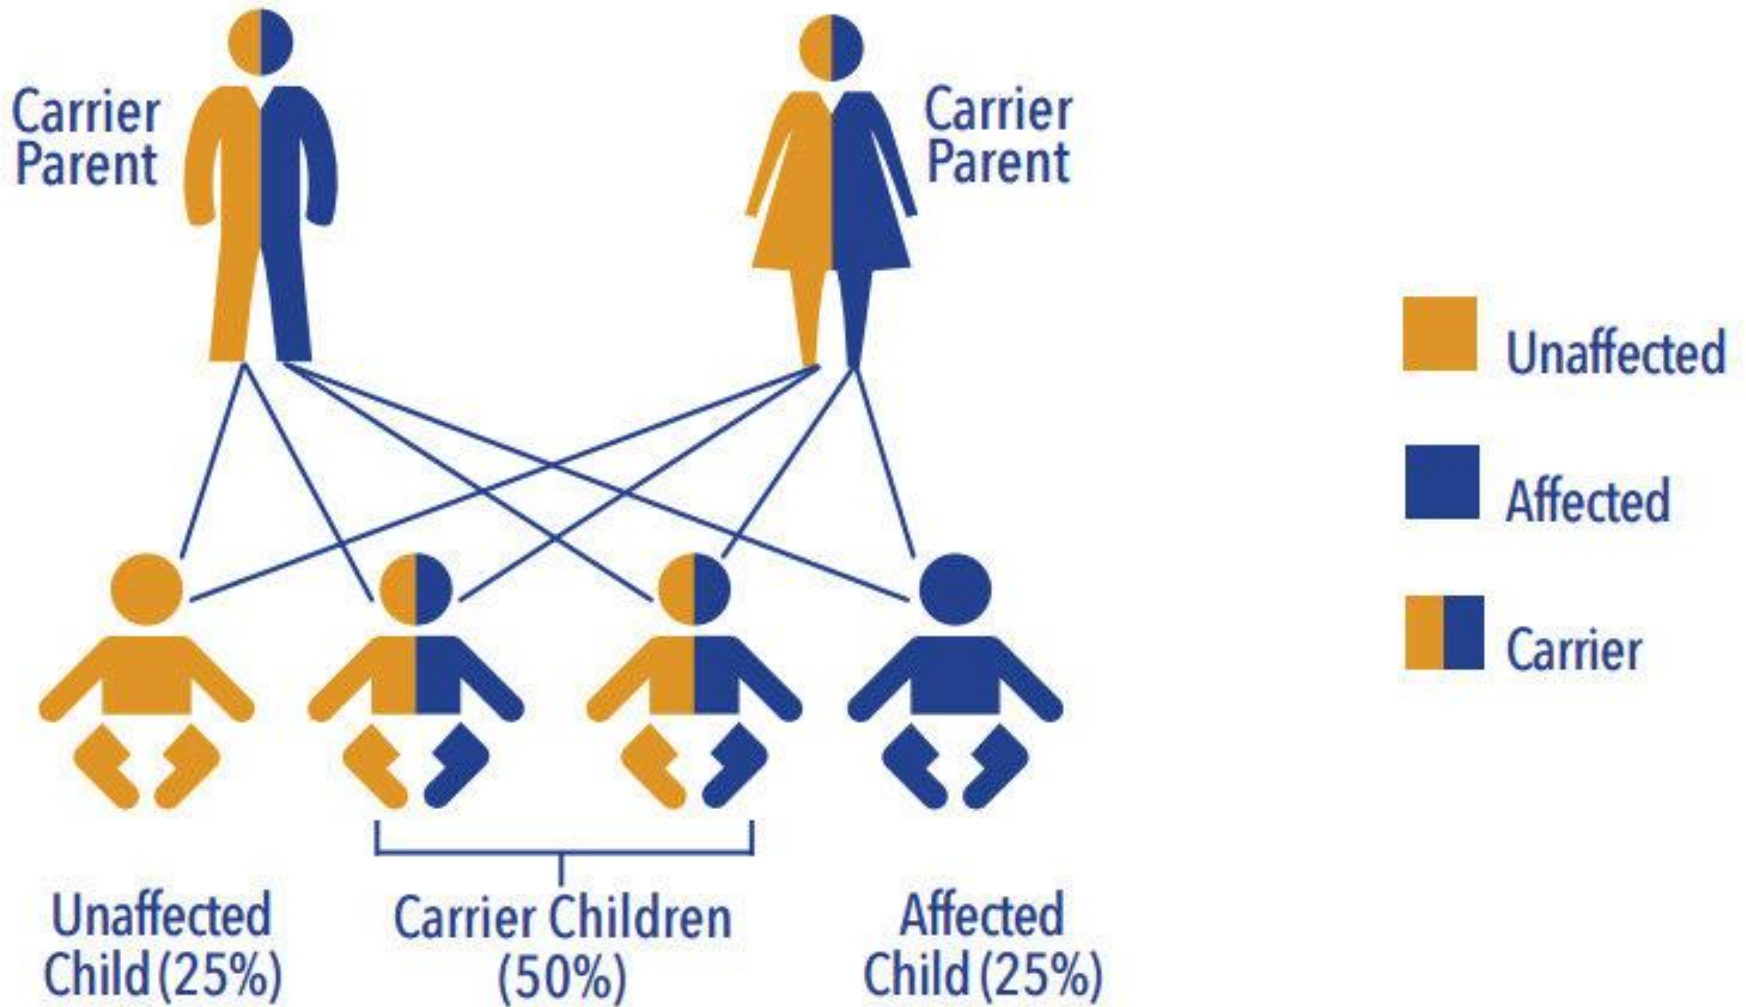 Carrier
Parent
Carrier
Parent
Unaffected
Affected
Carrier
Unaffected
Child (25%)
Carrier Children
(50%)
Affected
Child (25%)